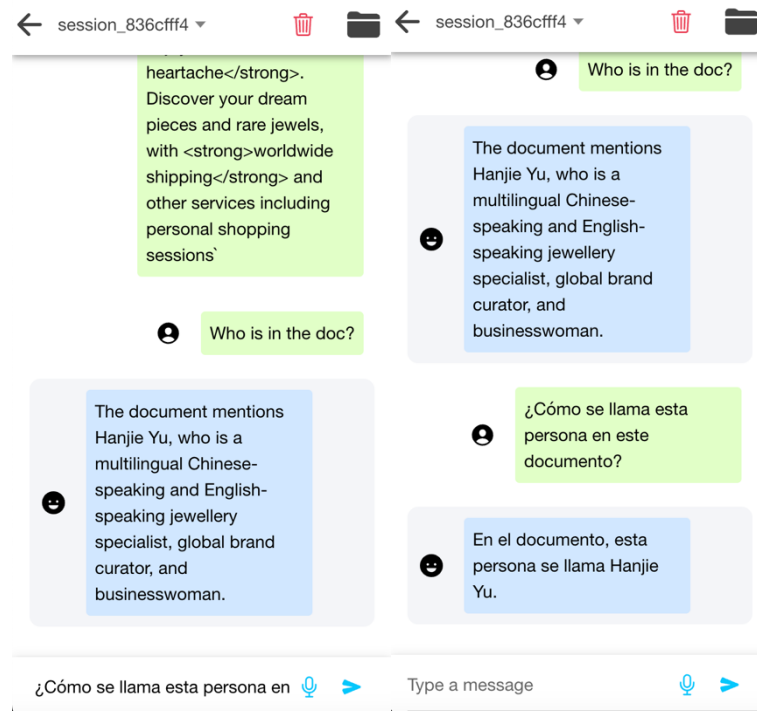 session_836cfff4
heartache</strong>.
Discover your dream
pieces and rare jewels,
with <strong>worldwide
shipping</strong> and
other services including
personal shopping
sessions`
Who is in the doc?
The document mentions
Hanjie Yu, who is a
multilingual Chinese-
speaking and English-
speaking jewellery
specialist, global brand
curator, and
businesswoman.
¿Cómo se llama esta persona en
session_836cfff4
Who is in the doc?
The document mentions
Hanjie Yu, who is a
multilingual Chinese-
speaking and English-
speaking jewellery
specialist, global brand
curator, and
businesswoman.
¿Cómo se llama esta
persona en este
documento?
En el documento, esta
persona se llama Hanjie
Yu.
Type a message